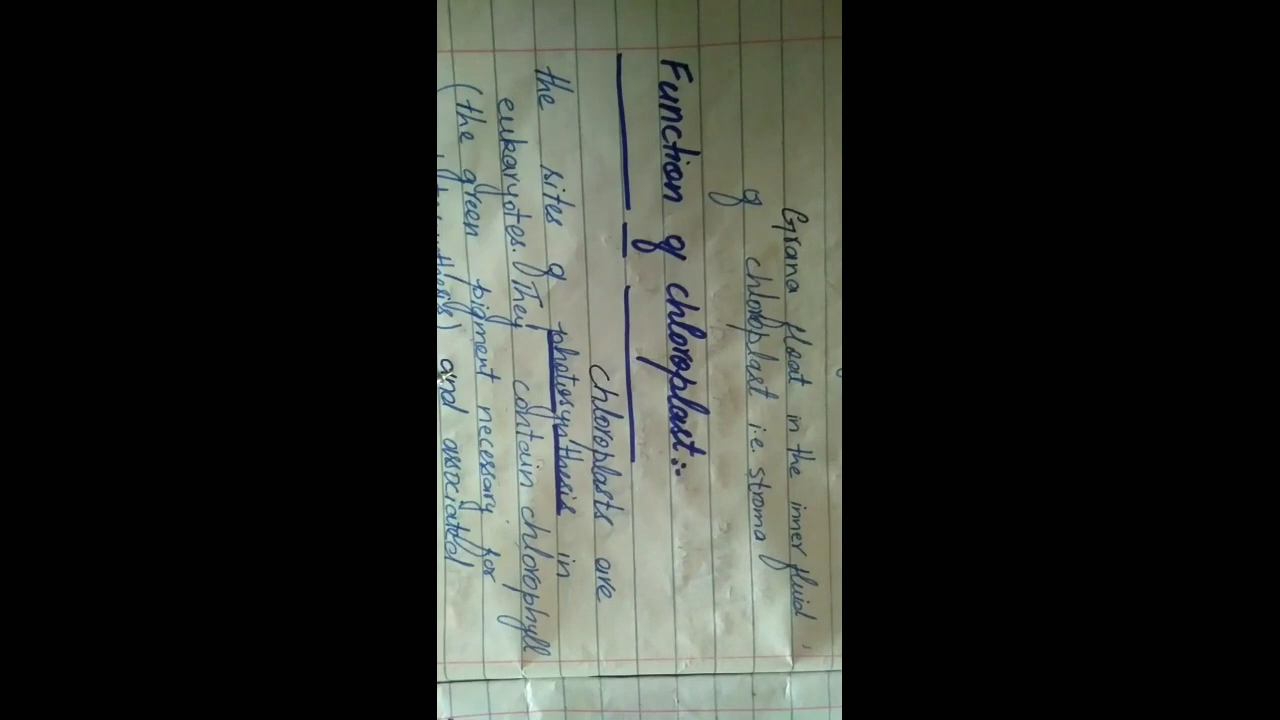 Grana float in the inner fluid,
of chloroplast i.e. stroma
Function of chloroplast:-
chloroplasts are
the sites of photosynthesis in
eukaryotes. They contain chlorophyll
(the green pigment necessary for
and associated